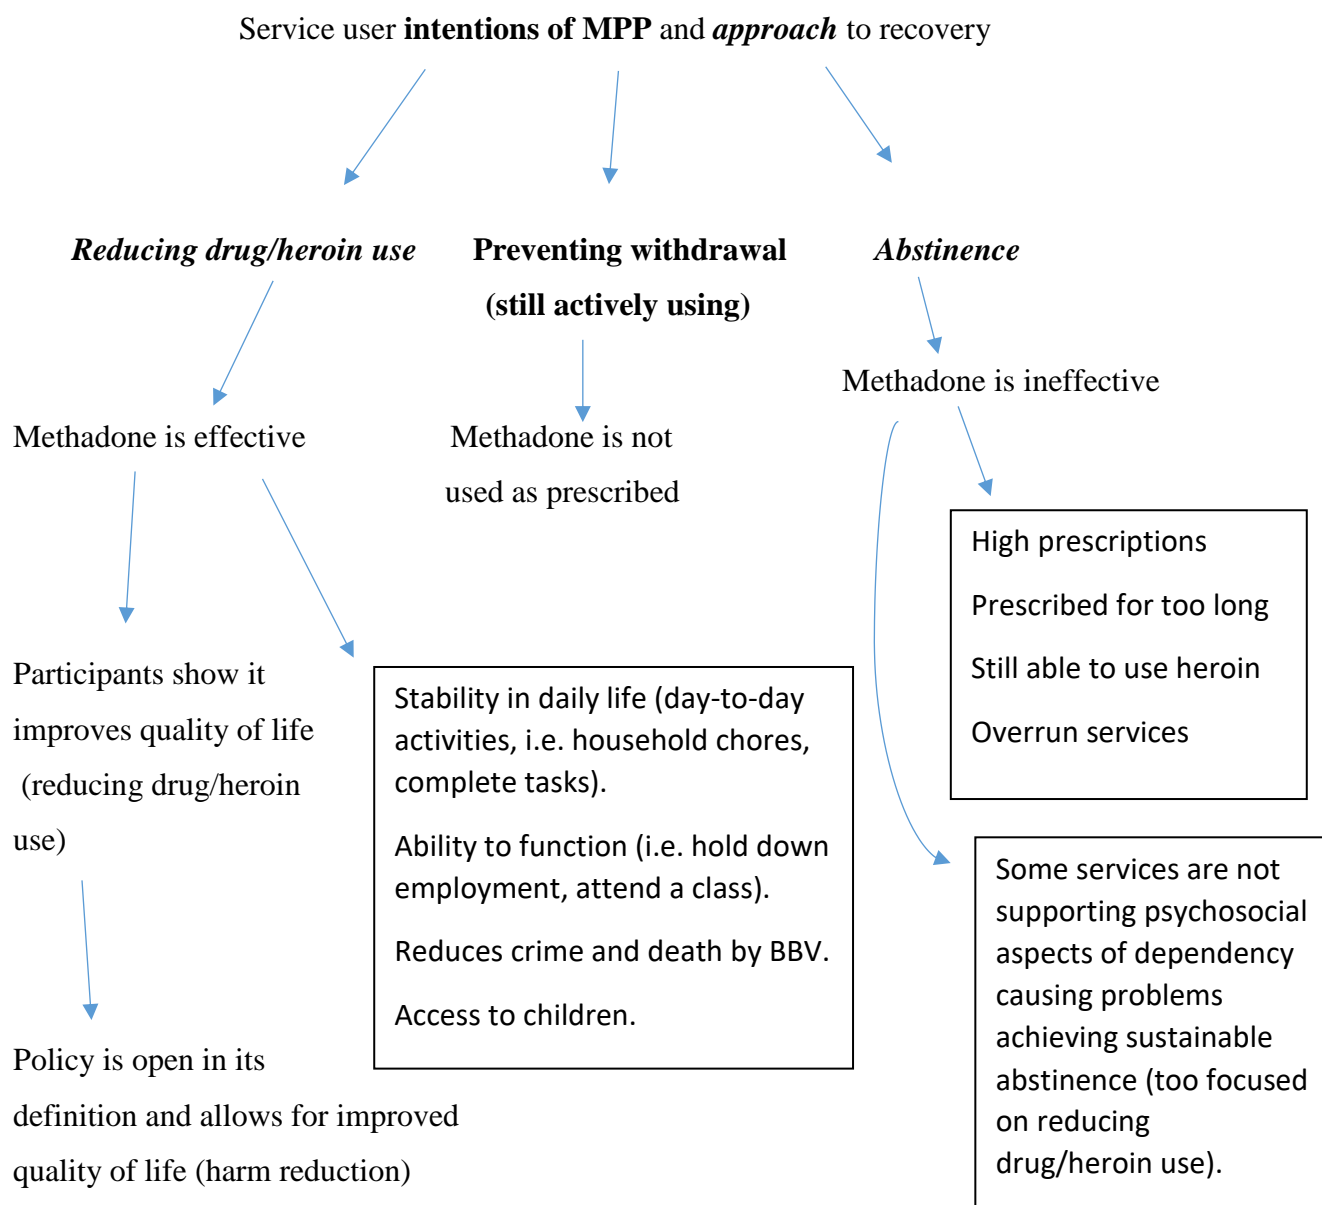 Service user intentions of MPP and approach to recovery
Reducing drug/heroin use
Preventing withdrawal
(still actively using)
Abstinence
Methadone is effective
Methadone is not
used as prescribed
Methadone is ineffective
High prescriptions
Prescribed for too long
Still able to use heroin
Overrun services
Participants show it
improves quality of life
(reducing drug/heroin
use)
Stability in daily life (day-to-day
activities, i.e. household chores,
complete tasks).
Ability to function (i.e. hold down
employment, attend a class).
Reduces crime and death by BBV.
Access to children.
Some services are not
supporting psychosocial
aspects of dependency
causing problems
achieving sustainable
abstinence (too focused
on reducing
drug/heroin use).
Policy is open in its
definition and allows for improved
quality of life (harm reduction)